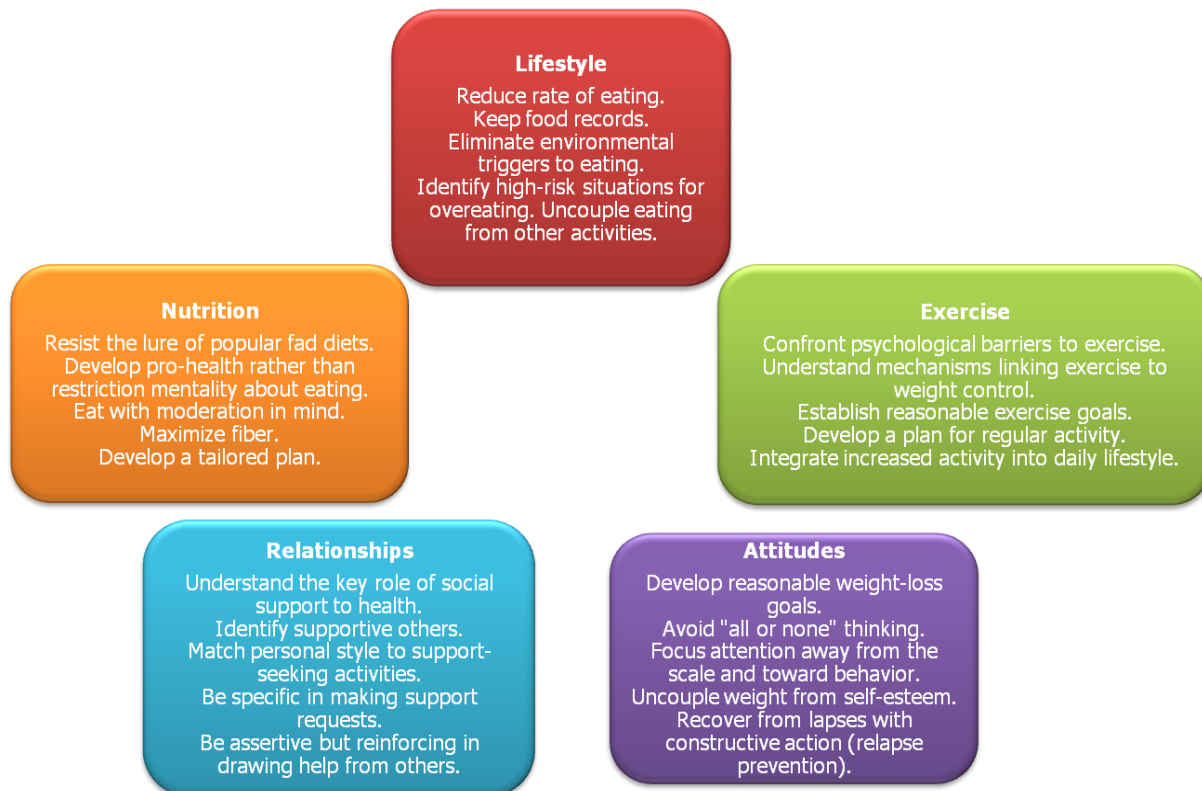 Lifestyle
Reduce rate of eating.
Keep food records.
Eliminate environmental
triggers to eating.
Identify high-risk situations for
overeating. Uncouple eating
from other activities.
Nutrition
Resist the lure of popular fad diets.
Develop pro-health rather than
restriction mentality about eating.
Eat with moderation in mind.
Maximize fiber.
Develop a tailored plan.
Exercise
Confront psychological barriers to exercise.
Understand mechanisms linking exercise to
weight control.
Establish reasonable exercise goals.
Develop a plan for regular activity.
Integrate increased activity into daily lifestyle.
Relationships
Understand the key role of social
support to health.
Identify supportive others.
Match personal style to support-
seeking activities.
Be specific in making support
requests.
Be assertive but reinforcing in
drawing help from others.
Attitudes
Develop reasonable weight-loss
goals.
Avoid "all or none" thinking.
Focus attention away from the
scale and toward behavior.
Uncouple weight from self-esteem.
Recover from lapses with
constructive action (relapse
prevention).